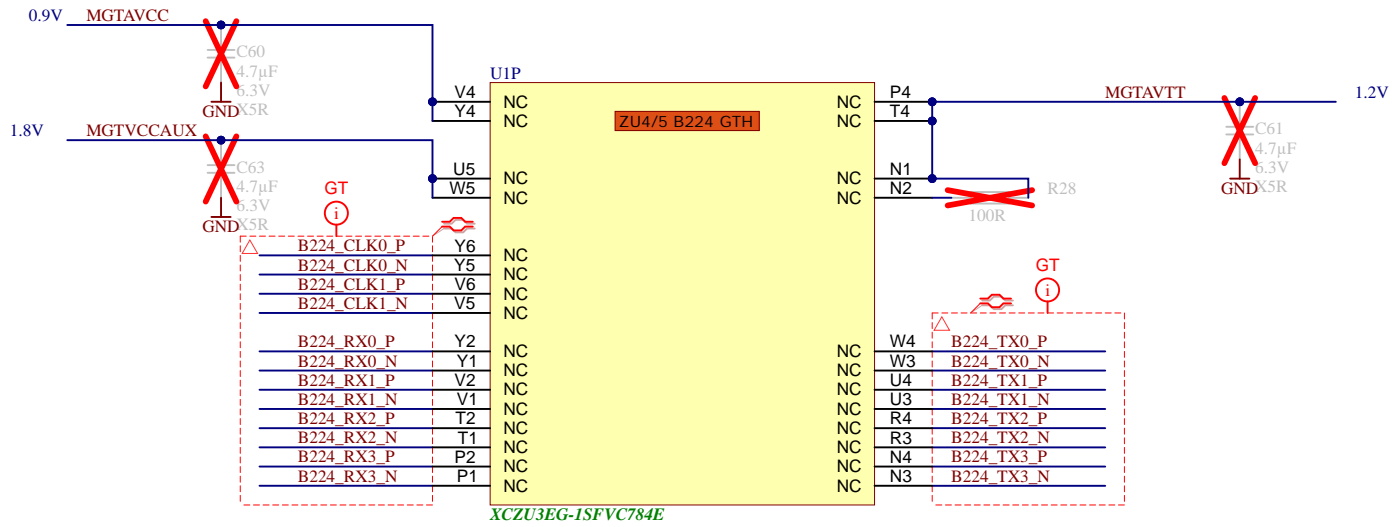 0.9V MGTAVCC
C60
4.7µF
6.3V
X5R
GND
1.8V MGTVCCAUX
C63
4.7µF
6.3V
X5R
GND
U1P
ZU4/5 B224 GTH
V4 NC
Y4 NC
U5 NC
W5 NC
GT
i
B224_CLK0_P Y6 NC
B224_CLK0_N Y5 NC
B224_CLK1_P V6 NC
B224_CLK1_N V5 NC
B224_RX0_P Y2 NC
B224_RX0_N Y1 NC
B224_RX1_P V2 NC
B224_RX1_N V1 NC
B224_RX2_P T2 NC
B224_RX2_N T1 NC
B224_RX3_P P2 NC
B224_RX3_N P1 NC
NC P4 MGTAVTT 1.2V
NC T4
NC N1
NC N2
R28
100R
C61
4.7µF
6.3V
X5R
GND
GT
i
NC W4 B224_TX0_P
NC W3 B224_TX0_N
NC U4 B224_TX1_P
NC U3 B224_TX1_N
NC R4 B224_TX2_P
NC R3 B224_TX2_N
NC N4 B224_TX3_P
NC N3 B224_TX3_N
XCZU3EG-1SFVC784E